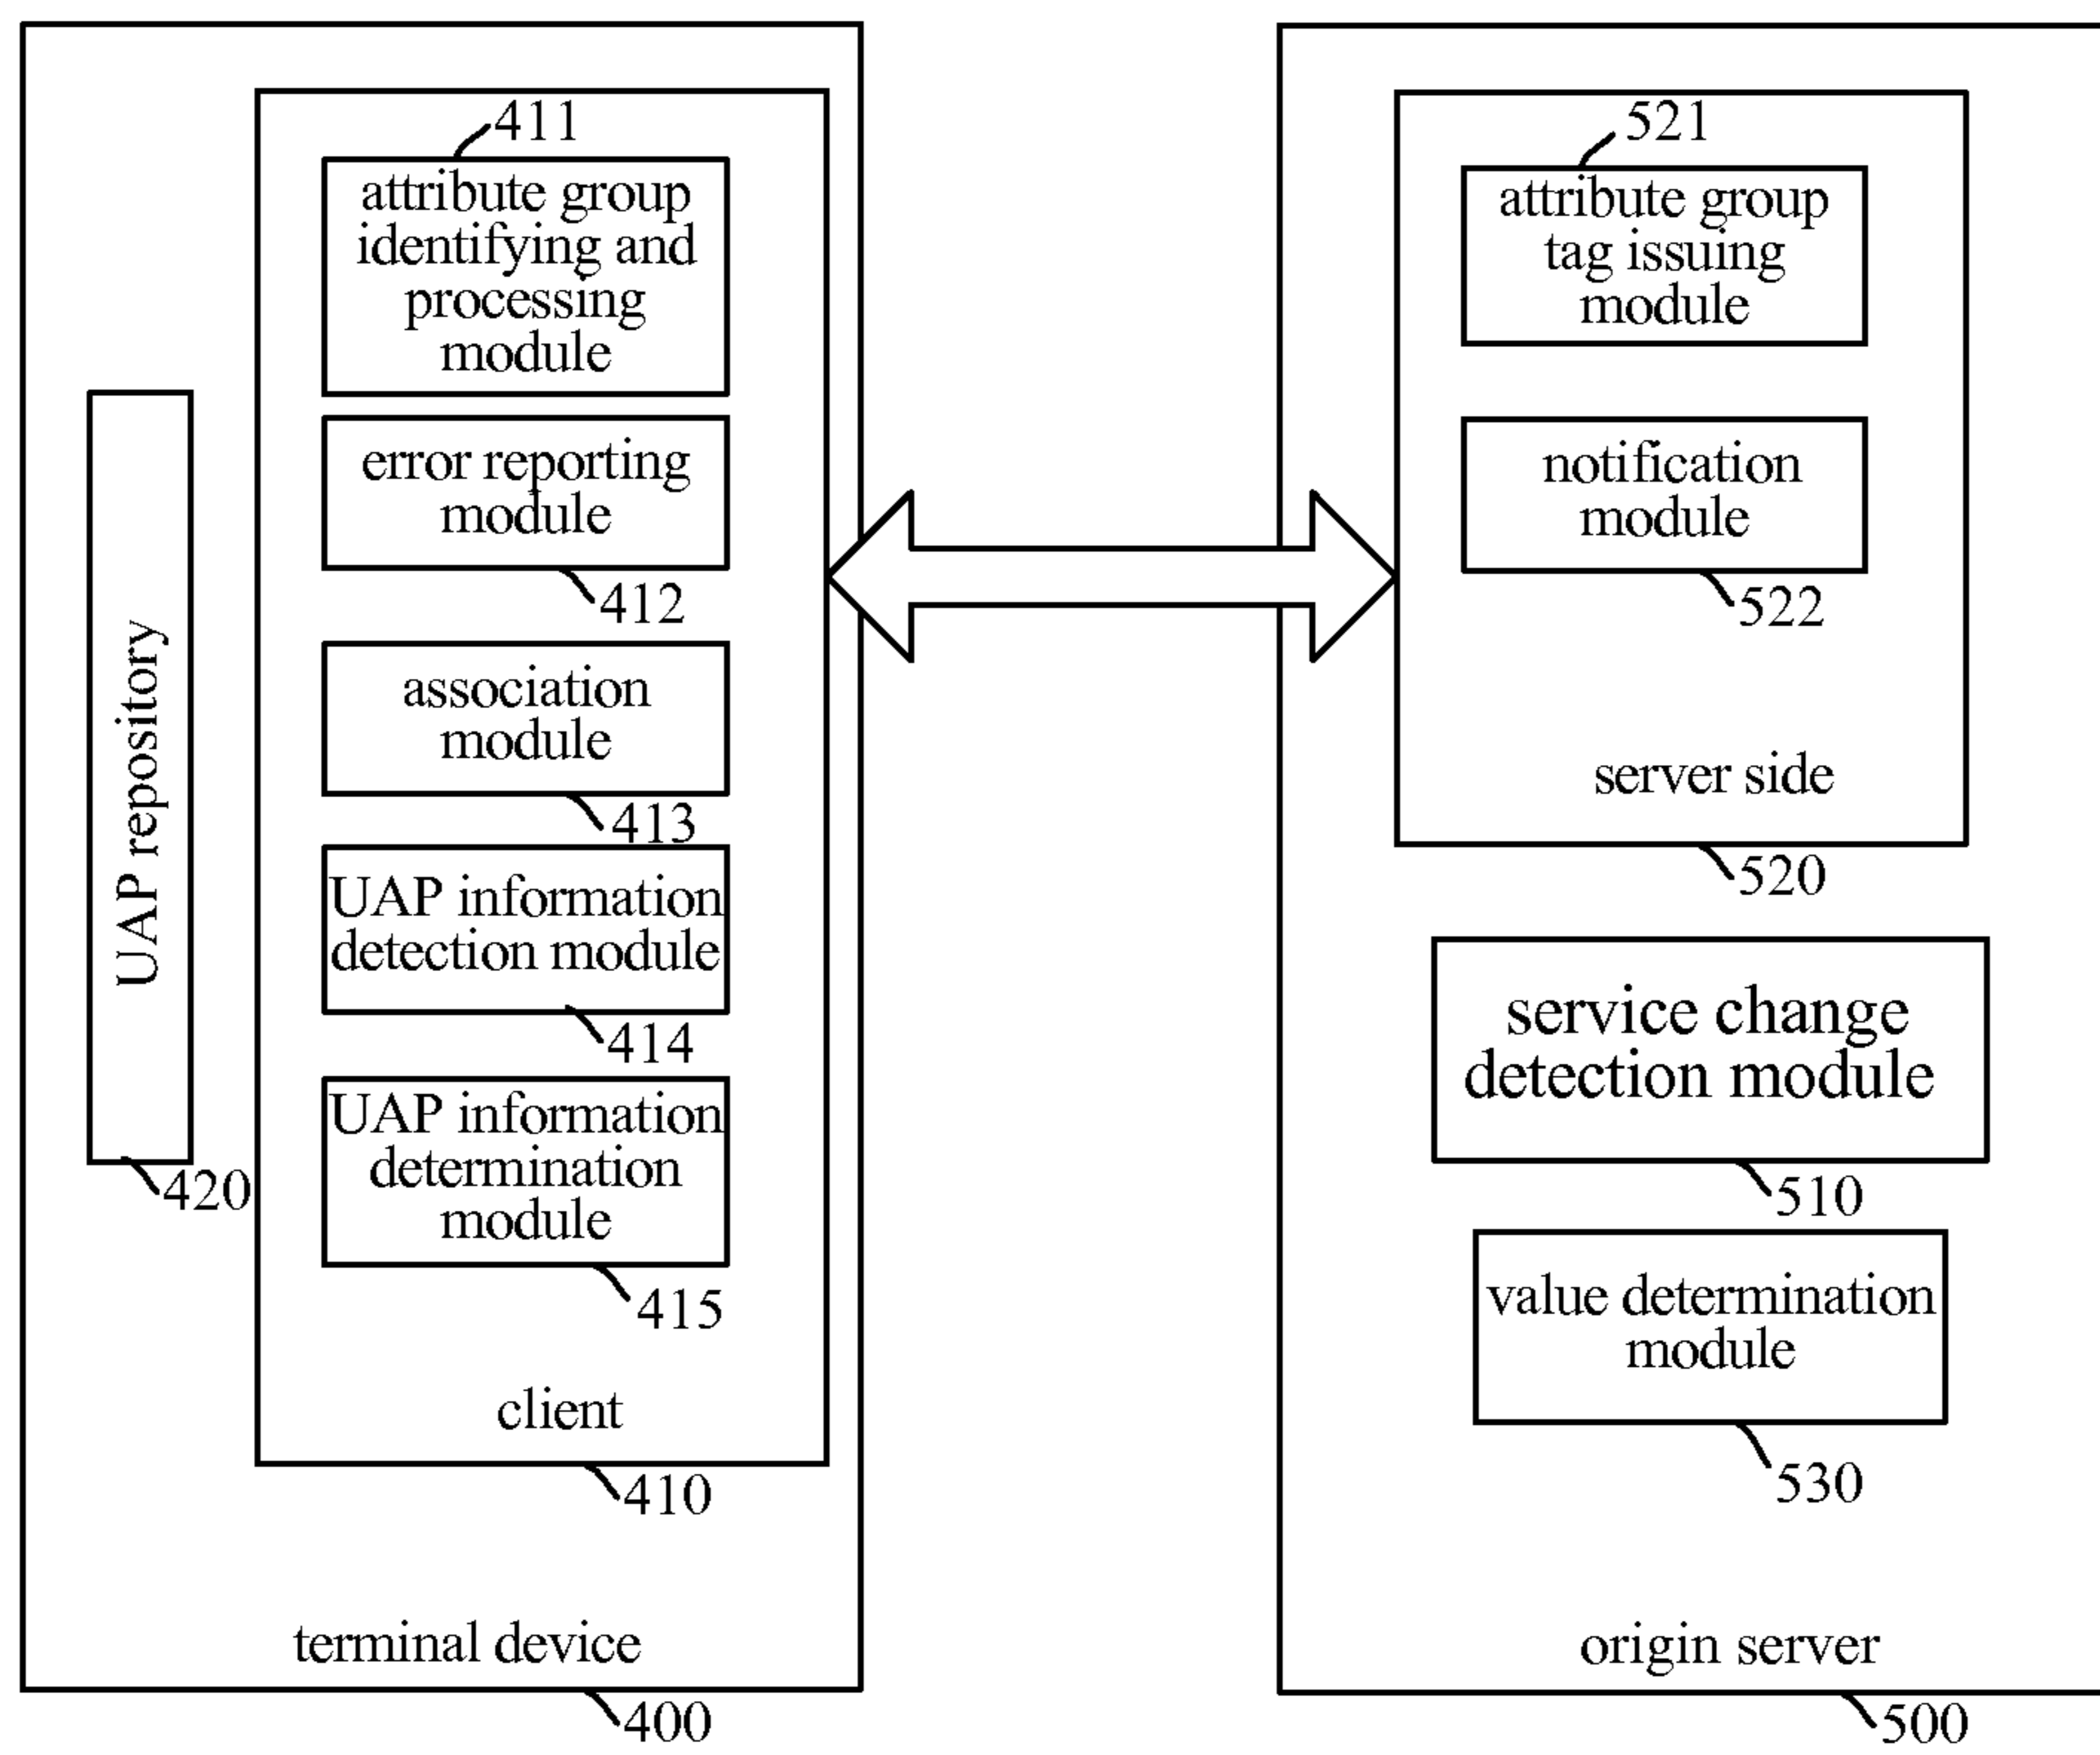 411
attribute group
identifying and
processing
module
error reporting
module
412
association
module
413
UAP information
detection module
414
UAP information
determination
module
415
client
410
UAP repository
420
terminal device
400
521
attribute group
tag issuing
module
notification
module
522
server side
520
service change
detection module
510
value determination
module
530
origin server
500